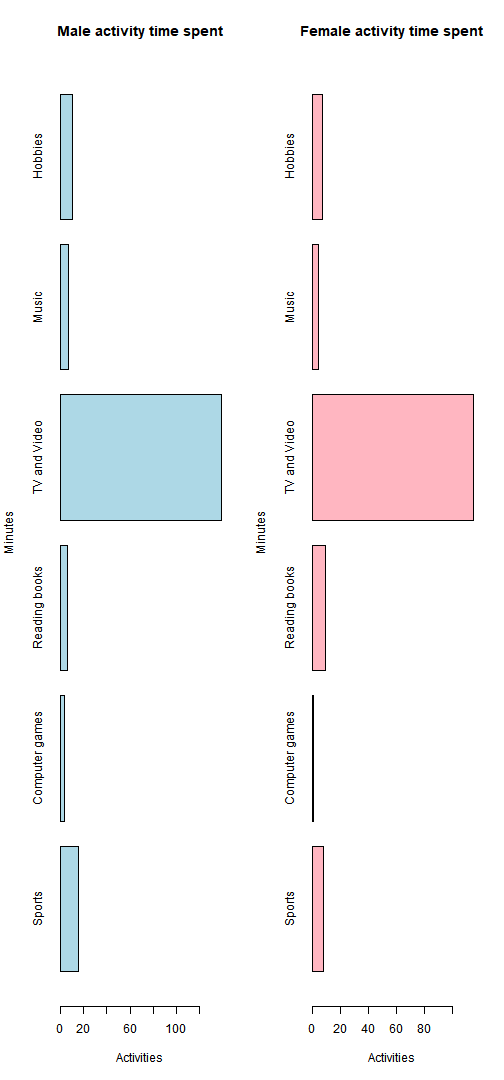 Male activity time spent
Hobbies
Music
TV and Video
Reading books
Computer games
Sports
Minutes
0 20 60 100
Activities
Female activity time spent
Hobbies
Music
TV and Video
Reading books
Computer games
Sports
Minutes
0 20 40 60 80
Activities